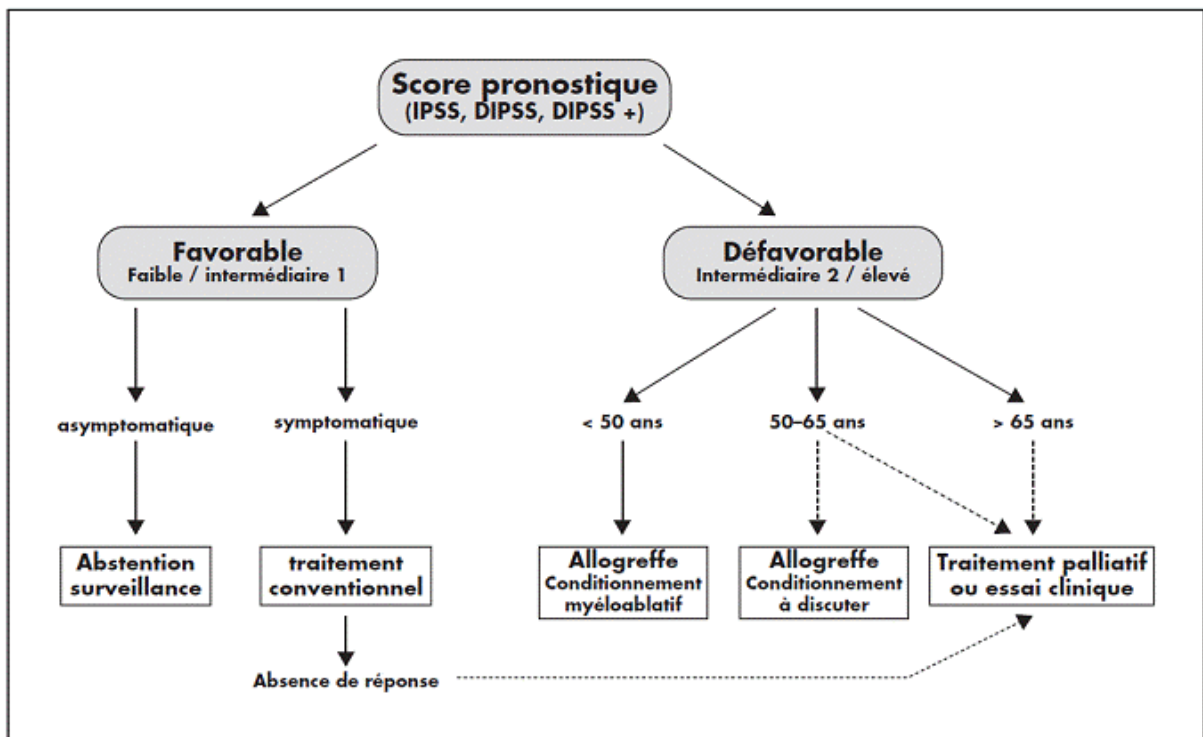 Score pronostique
(IPSS, DIPSS, DIPSS +)
Favorable
Faible / intermédiaire 1
Défavorable
Intermédiaire 2 / élevé
asymptomatique
symptomatique
< 50 ans
50–65 ans
> 65 ans
Abstention
surveillance
traitement
conventionnel
Allogreffe
Conditionnement
myéloablatif
Allogreffe
Conditionnement
à discuter
Traitement palliatif
ou essai clinique
Absence de réponse